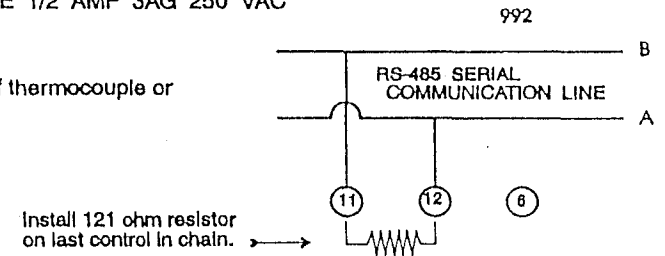 E 1/2 AMP 3AG 250 VAC
992
B
thermocouple or
RS-485 SERIAL
COMMUNICATION LINE
A
11 12 6
Install 121 ohm resistor
on last control in chain.